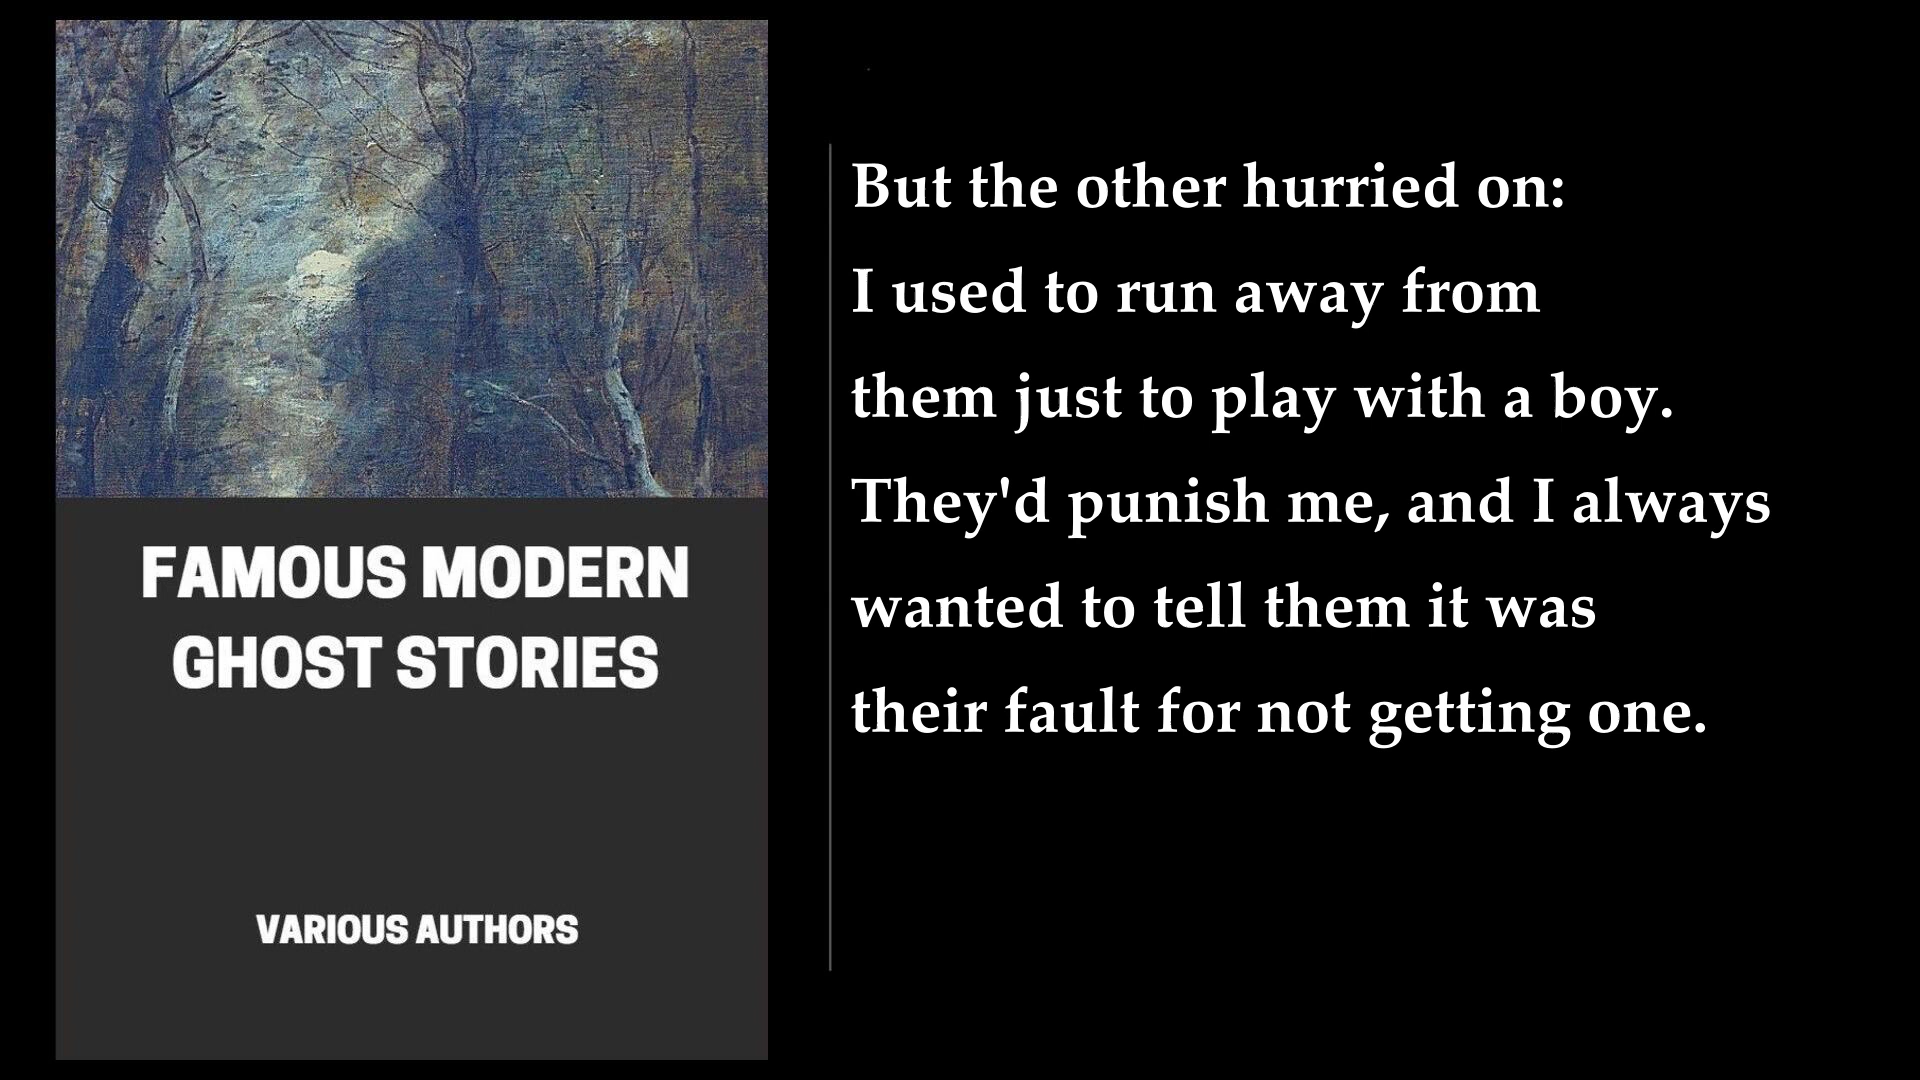 FAMOUS MODERN
GHOST STORIES
VARIOUS AUTHORS
But the other hurried on:
I used to run away from
them just to play with a boy.
They'd punish me, and I always
wanted to tell them it was
their fault for not getting one.